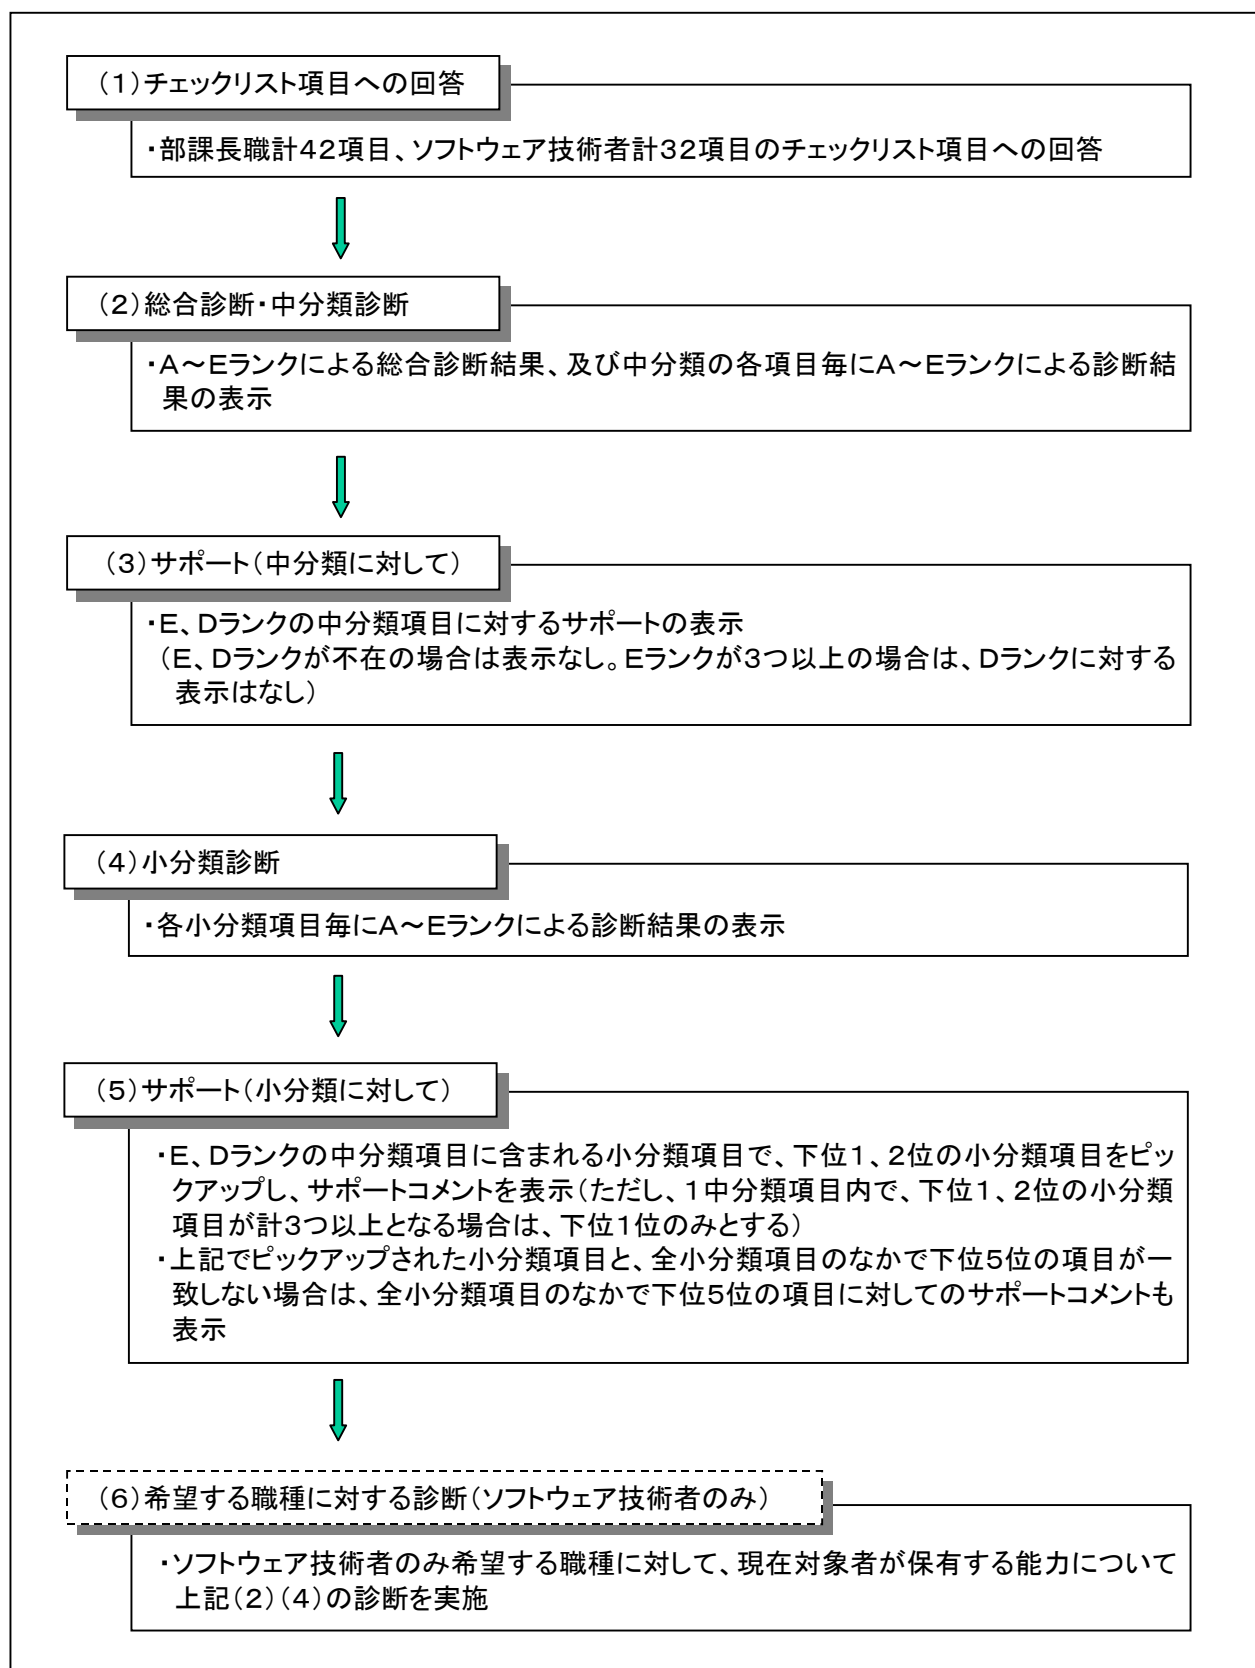 （１）チェックリスト項目への回答
・部課長職計４２項目、ソフトウェア技術者計３２項目のチェックリスト項目への回答
（２）総合診断・中分類診断
・Ａ～Ｅランクによる総合診断結果、及び中分類の各項目毎にＡ～Ｅランクによる診断結
果の表示
（３）サポート（中分類に対して）
・Ｅ、Ｄランクの中分類項目に対するサポートの表示
（Ｅ、Ｄランクが不在の場合は表示なし。Ｅランクが３つ以上の場合は、Ｄランクに対する
表示はなし）
（４）小分類診断
・各小分類項目毎にＡ～Ｅランクによる診断結果の表示
（５）サポート（小分類に対して）
・Ｅ、Ｄランクの中分類項目に含まれる小分類項目で、下位１、２位の小分類項目をピッ
クアップし、サポートコメントを表示（ただし、１中分類項目内で、下位１、２位の小分類
項目が計３つ以上となる場合は、下位１位のみとする）
・上記でピックアップされた小分類項目と、全小分類項目のなかで下位５位の項目が一
致しない場合は、全小分類項目のなかで下位５位の項目に対してのサポートコメントも
表示
（６）希望する職種に対する診断（ソフトウェア技術者のみ）
・ソフトウェア技術者のみ希望する職種に対して、現在対象者が保有する能力について
上記（２）（４）の診断を実施